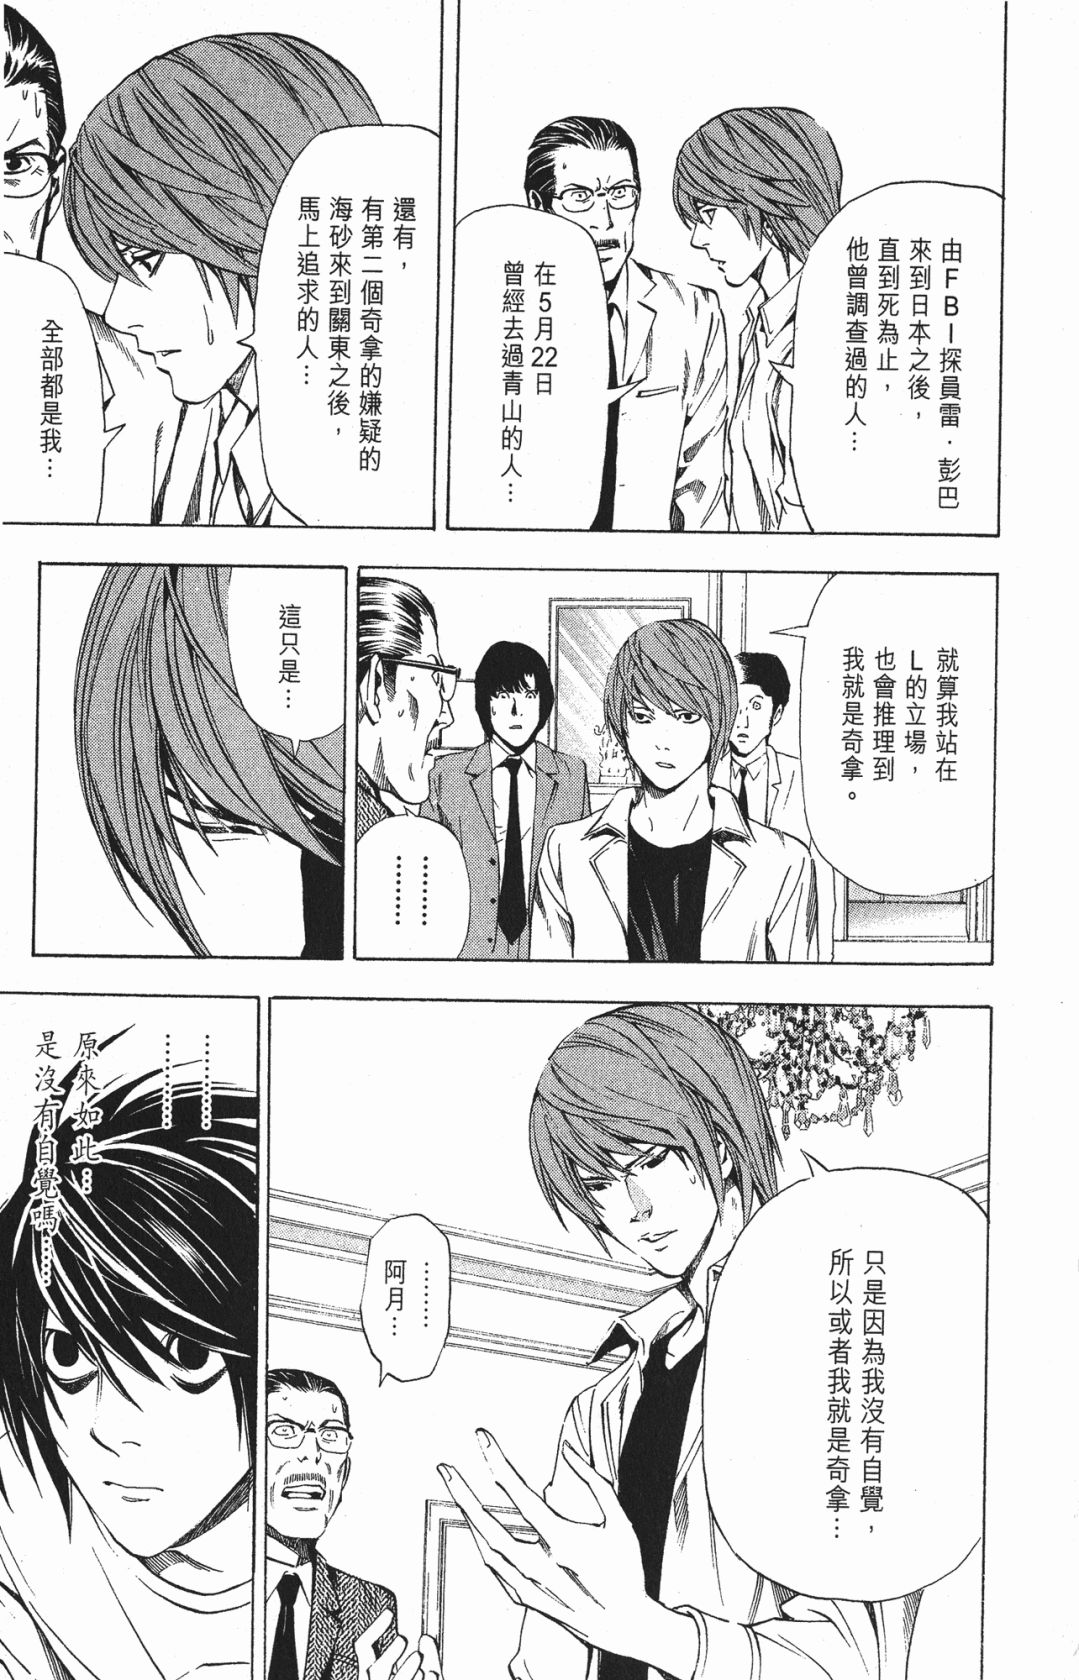 由FBI探員雷·彭巴
來到日本之後，
直到死為止，
他曾調查過的人…
在5月22日
曾經去過青山的人…
還有，
有第二個奇拿的嫌疑的
海砂來到關東之後，
馬上追求的人…
全部都是我…
就算我站在
L的立場，
也會推理到
我就是奇拿。
………
………
這只是…
只是因為我沒有自覺，
所以或者我就是奇拿…
………
阿月…
………
………
原來如此…
是沒有自覺嗎……